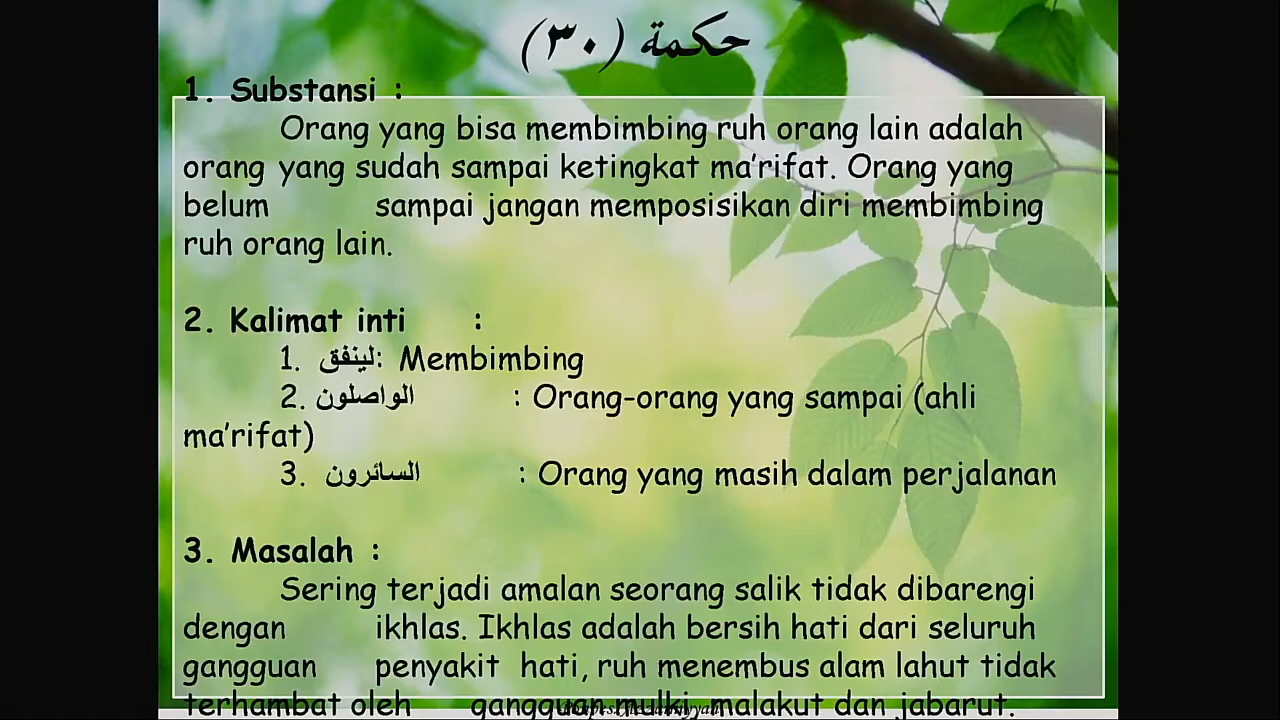 حكمة (٣٠)
1. Substansi :
Orang yang bisa membimbing ruh orang lain adalah
orang yang sudah sampai ketingkat ma’rifat. Orang yang
belum sampai jangan memposisikan diri membimbing
ruh orang lain.
2. Kalimat inti :
1. لينفق: Membimbing
2. الواصلون : Orang-orang yang sampai (ahli
ma’rifat)
3. السائرون : Orang yang masih dalam perjalanan
3. Masalah :
Sering terjadi amalan seorang salik tidak dibarengi
dengan ikhlas. Ikhlas adalah bersih hati dari seluruh
gangguan penyakit hati, ruh menembus alam lahut tidak
terhambat oleh gangguan mulki, malakut dan jabarut.